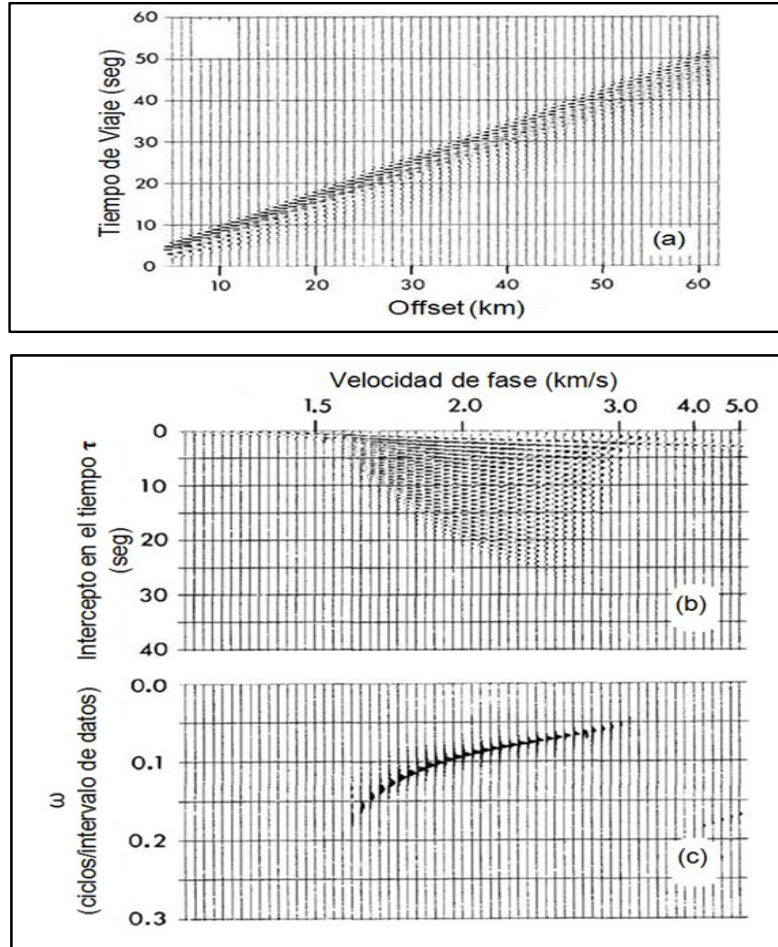 60
50
40
30
20
10
0
Tiempo de Viaje (seg)
(a)
10 20 30 40 50 60
Offset (km)
Velocidad de fase (km/s)
1.5 2.0 3.0 4.0 5.0
0
10
20
30
40
Intercepto en el tiempo τ
(seg)
(b)
0.0
0.1
0.2
0.3
ω
(ciclos/intervalo de datos)
(c)